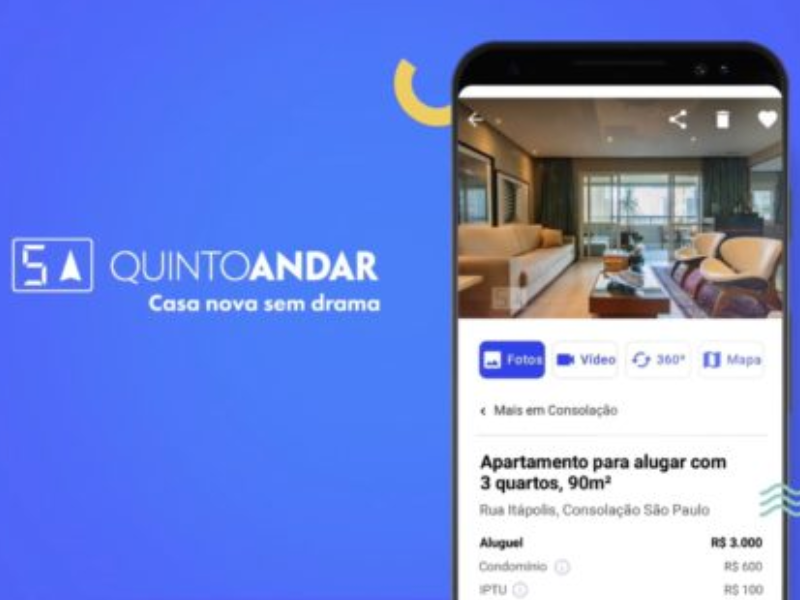 5
QUINTOANDAR
Casa nova sem drama
Fotos
Vídeo
360°
Mapa
Mais em Consolação
Apartamento para alugar com
3 quartos, 90m²
Rua Itápolis, Consolação São Paulo
Aluguel R$ 3.000
Condomínio R$ 600
IPTU R$ 100